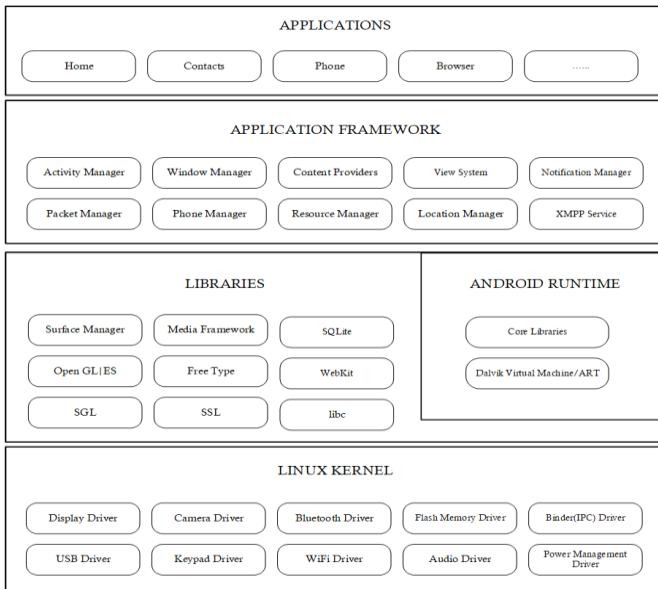 APPLICATIONS
Home
Contacts
Phone
Browser
......
APPLICATION FRAMEWORK
Activity Manager
Window Manager
Content Providers
View System
Notification Manager
Packet Manager
Phone Manager
Resource Manager
Location Manager
XMPP Service
LIBRARIES
Surface Manager
Media Framework
SQLite
Open GL|ES
Free Type
WebKit
SGL
SSL
libc
ANDROID RUNTIME
Core Libraries
Dalvik Virtual Machine/ART
LINUX KERNEL
Display Driver
Camera Driver
Bluetooth Driver
Flash Memory Driver
Binder(IPC) Driver
USB Driver
Keypad Driver
WiFi Driver
Audio Driver
Power Management
Driver